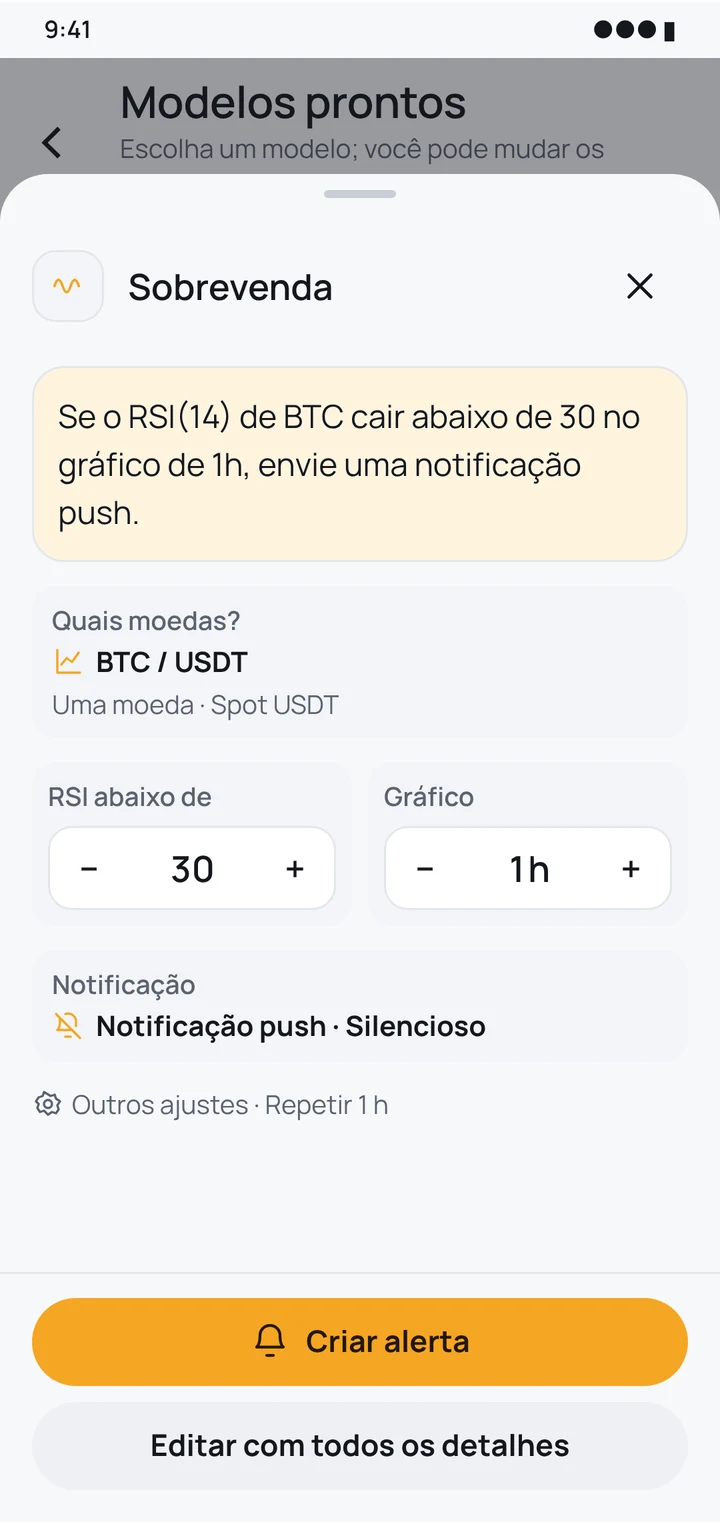 9:41
Modelos prontos
Escolha um modelo; você pode mudar os
Sobrevenda
Se o RSI(14) de BTC cair abaixo de 30 no
gráfico de 1h, envie uma notificação
push.
Quais moedas?
BTC / USDT
Uma moeda · Spot USDT
RSI abaixo de
Gráfico
− 30 +
− 1h +
Notificação
Notificação push · Silencioso
Outros ajustes · Repetir 1 h
Criar alerta
Editar com todos os detalhes